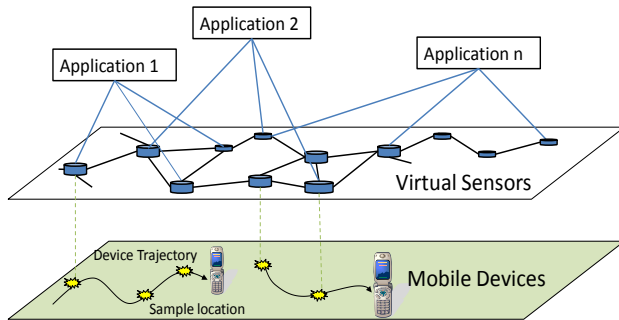 Application 2
Application 1
Application n
Virtual Sensors
Device Trajectory
Mobile Devices
Sample location